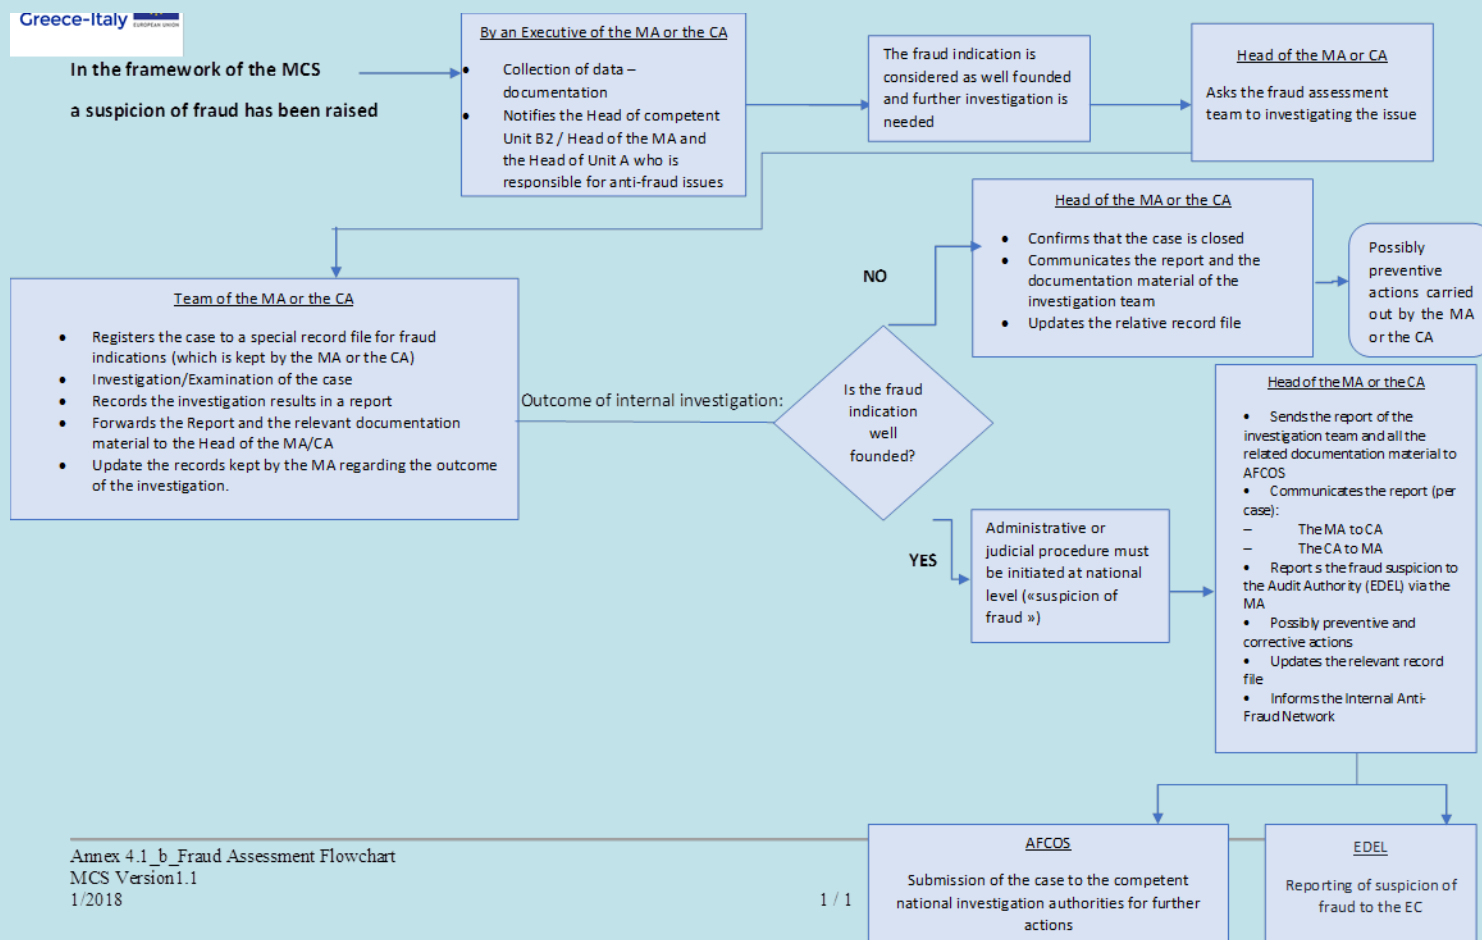 Greece-Italy
EUROPEAN UNION
In the framework of the MCS
a suspicion of fraud has been raised
By an Executive of the MA or the CA
• Collection of data –
documentation
• Notifies the Head of competent
Unit B2 / Head of the MA and
the Head of Unit A who is
responsible for anti-fraud issues
The fraud indication is
considered as well founded
and further investigation is
needed
Head of the MA or CA
Asks the fraud assessment
team to investigating the issue
Team of the MA or the CA
• Registers the case to a special record file for fraud
indications (which is kept by the MA or the CA)
• Investigation/Examination of the case
• Records the investigation results in a report
• Forwards the Report and the relevant documentation
material to the Head of the MA/CA
• Update the records kept by the MA regarding the outcome
of the investigation.
Outcome of internal investigation:
Is the fraud
indication
well
founded?
NO
Head of the MA or the CA
• Confirms that the case is closed
• Communicates the report and the
documentation material of the
investigation team
• Updates the relative record file
Possibly
preventive
actions carried
out by the MA
or the CA
YES
Administrative or
judicial procedure must
be initiated at national
level («suspicion of
fraud »)
Head of the MA or the CA
• Sends the report of the
investigation team and all the
related documentation material to
AFCOS
• Communicates the report (per
case):
– The MA to CA
– The CA to MA
• Report s the fraud suspicion to
the Audit Authority (EDEL) via the
MA
• Possibly preventive and
corrective actions
• Updates the relevant record
file
• Informs the Internal Anti-
Fraud Network
AFCOS
Submission of the case to the competent
national investigation authorities for further
actions
EDEL
Reporting of suspicion of
fraud to the EC
Annex 4.1_b_Fraud Assessment Flowchart
MCS Version1.1
1/2018
1 / 1